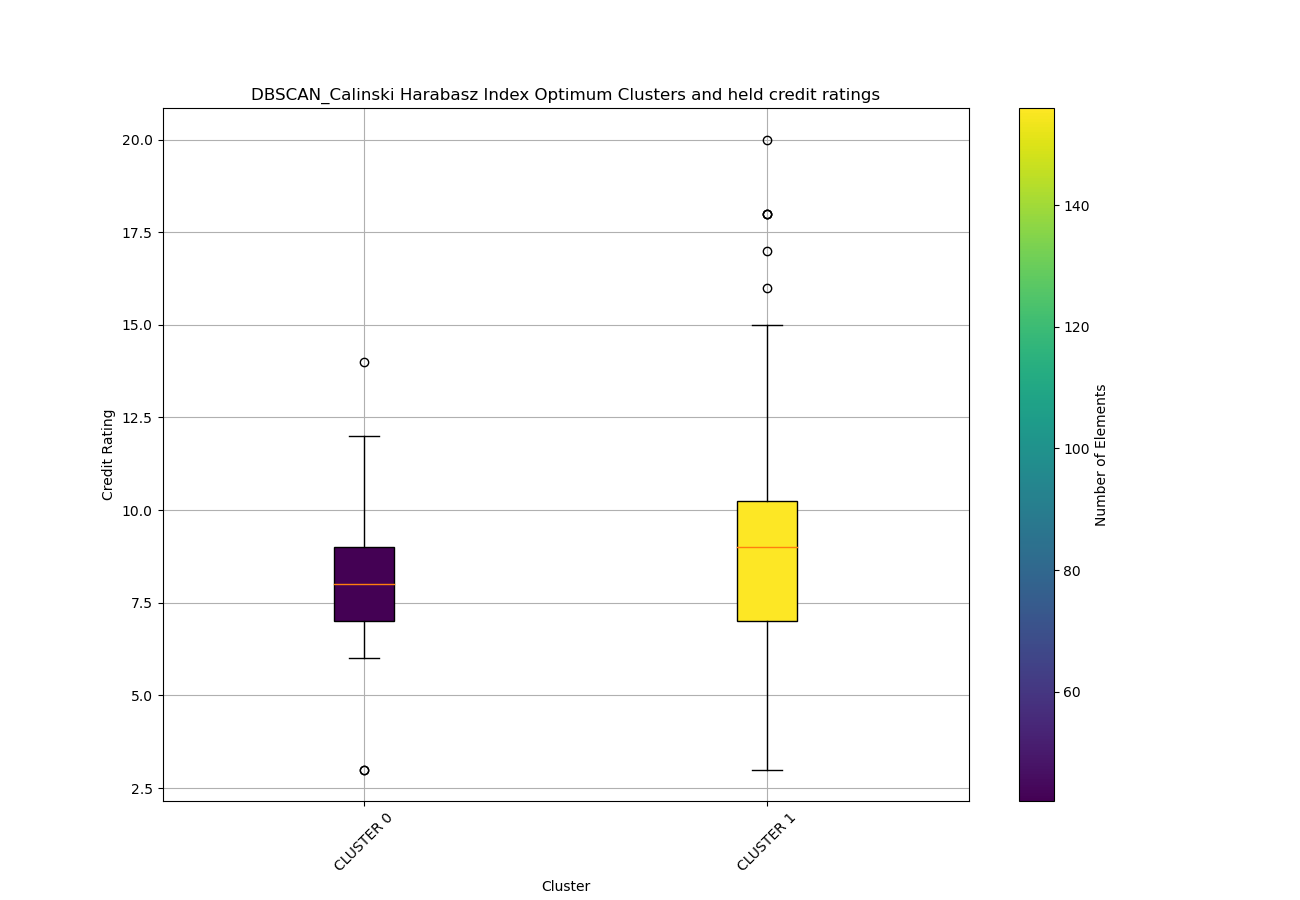 DBSCAN_Calinski Harabasz Index Optimum Clusters and held credit ratings
20.0
17.5
15.0
12.5
10.0
7.5
5.0
2.5
Credit Rating
CLUSTER 0
CLUSTER 1
Cluster
140
120
100
80
60
Number of Elements